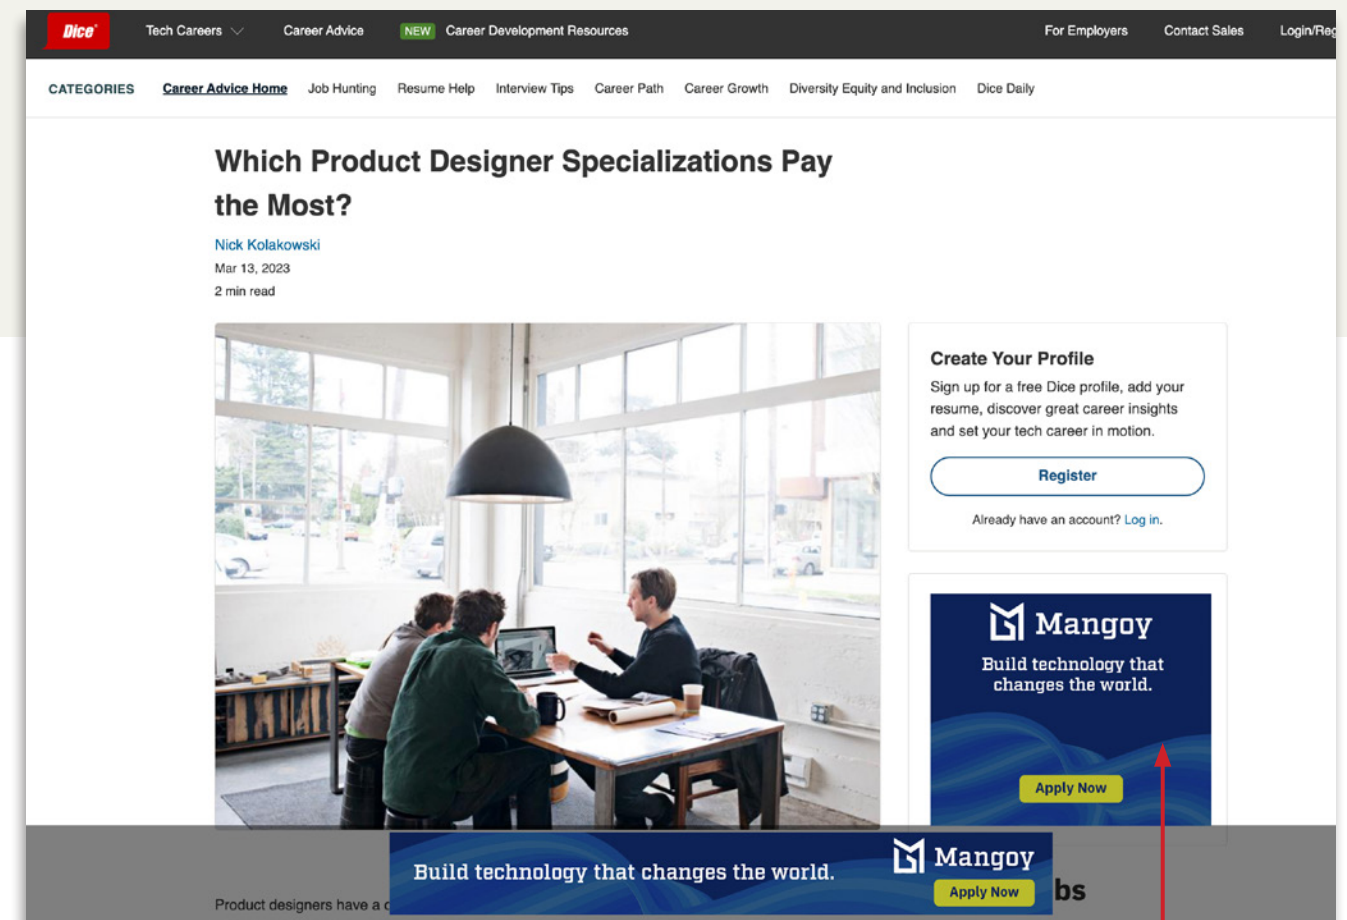 Dice
Tech Careers
Career Advice
NEW Career Development Resources
For Employers
Contact Sales
Login/Reg
CATEGORIES
Career Advice Home
Job Hunting
Resume Help
Interview Tips
Career Path
Career Growth
Diversity Equity and Inclusion
Dice Daily
Which Product Designer Specializations Pay
the Most?
Nick Kolakowski
Mar 13, 2023
2 min read
Create Your Profile
Sign up for a free Dice profile, add your
resume, discover great career insights
and set your tech career in motion.
Register
Already have an account? Log in.
Mangoy
Build technology that
changes the world.
Apply Now
Build technology that changes the world.
Mangoy
Apply Now
bs
Product designers have a